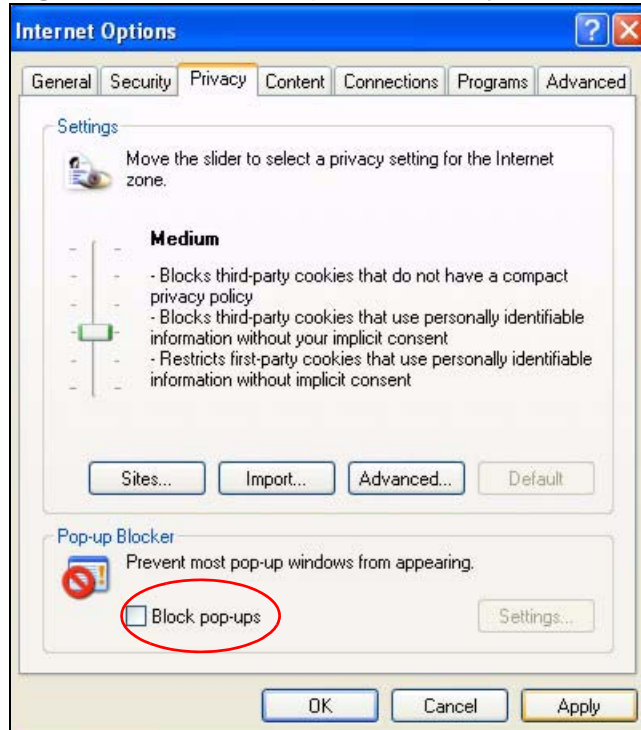 Internet Options
General Security Privacy Content Connections Programs Advanced
Settings
Move the slider to select a privacy setting for the Internet
zone.
Medium
- Blocks third-party cookies that do not have a compact
privacy policy
- Blocks third-party cookies that use personally identifiable
information without your implicit consent
- Restricts first-party cookies that use personally identifiable
information without implicit consent
Sites... Import... Advanced... Default
Pop-up Blocker
Prevent most pop-up windows from appearing.
Block pop-ups Settings...
OK Cancel Apply